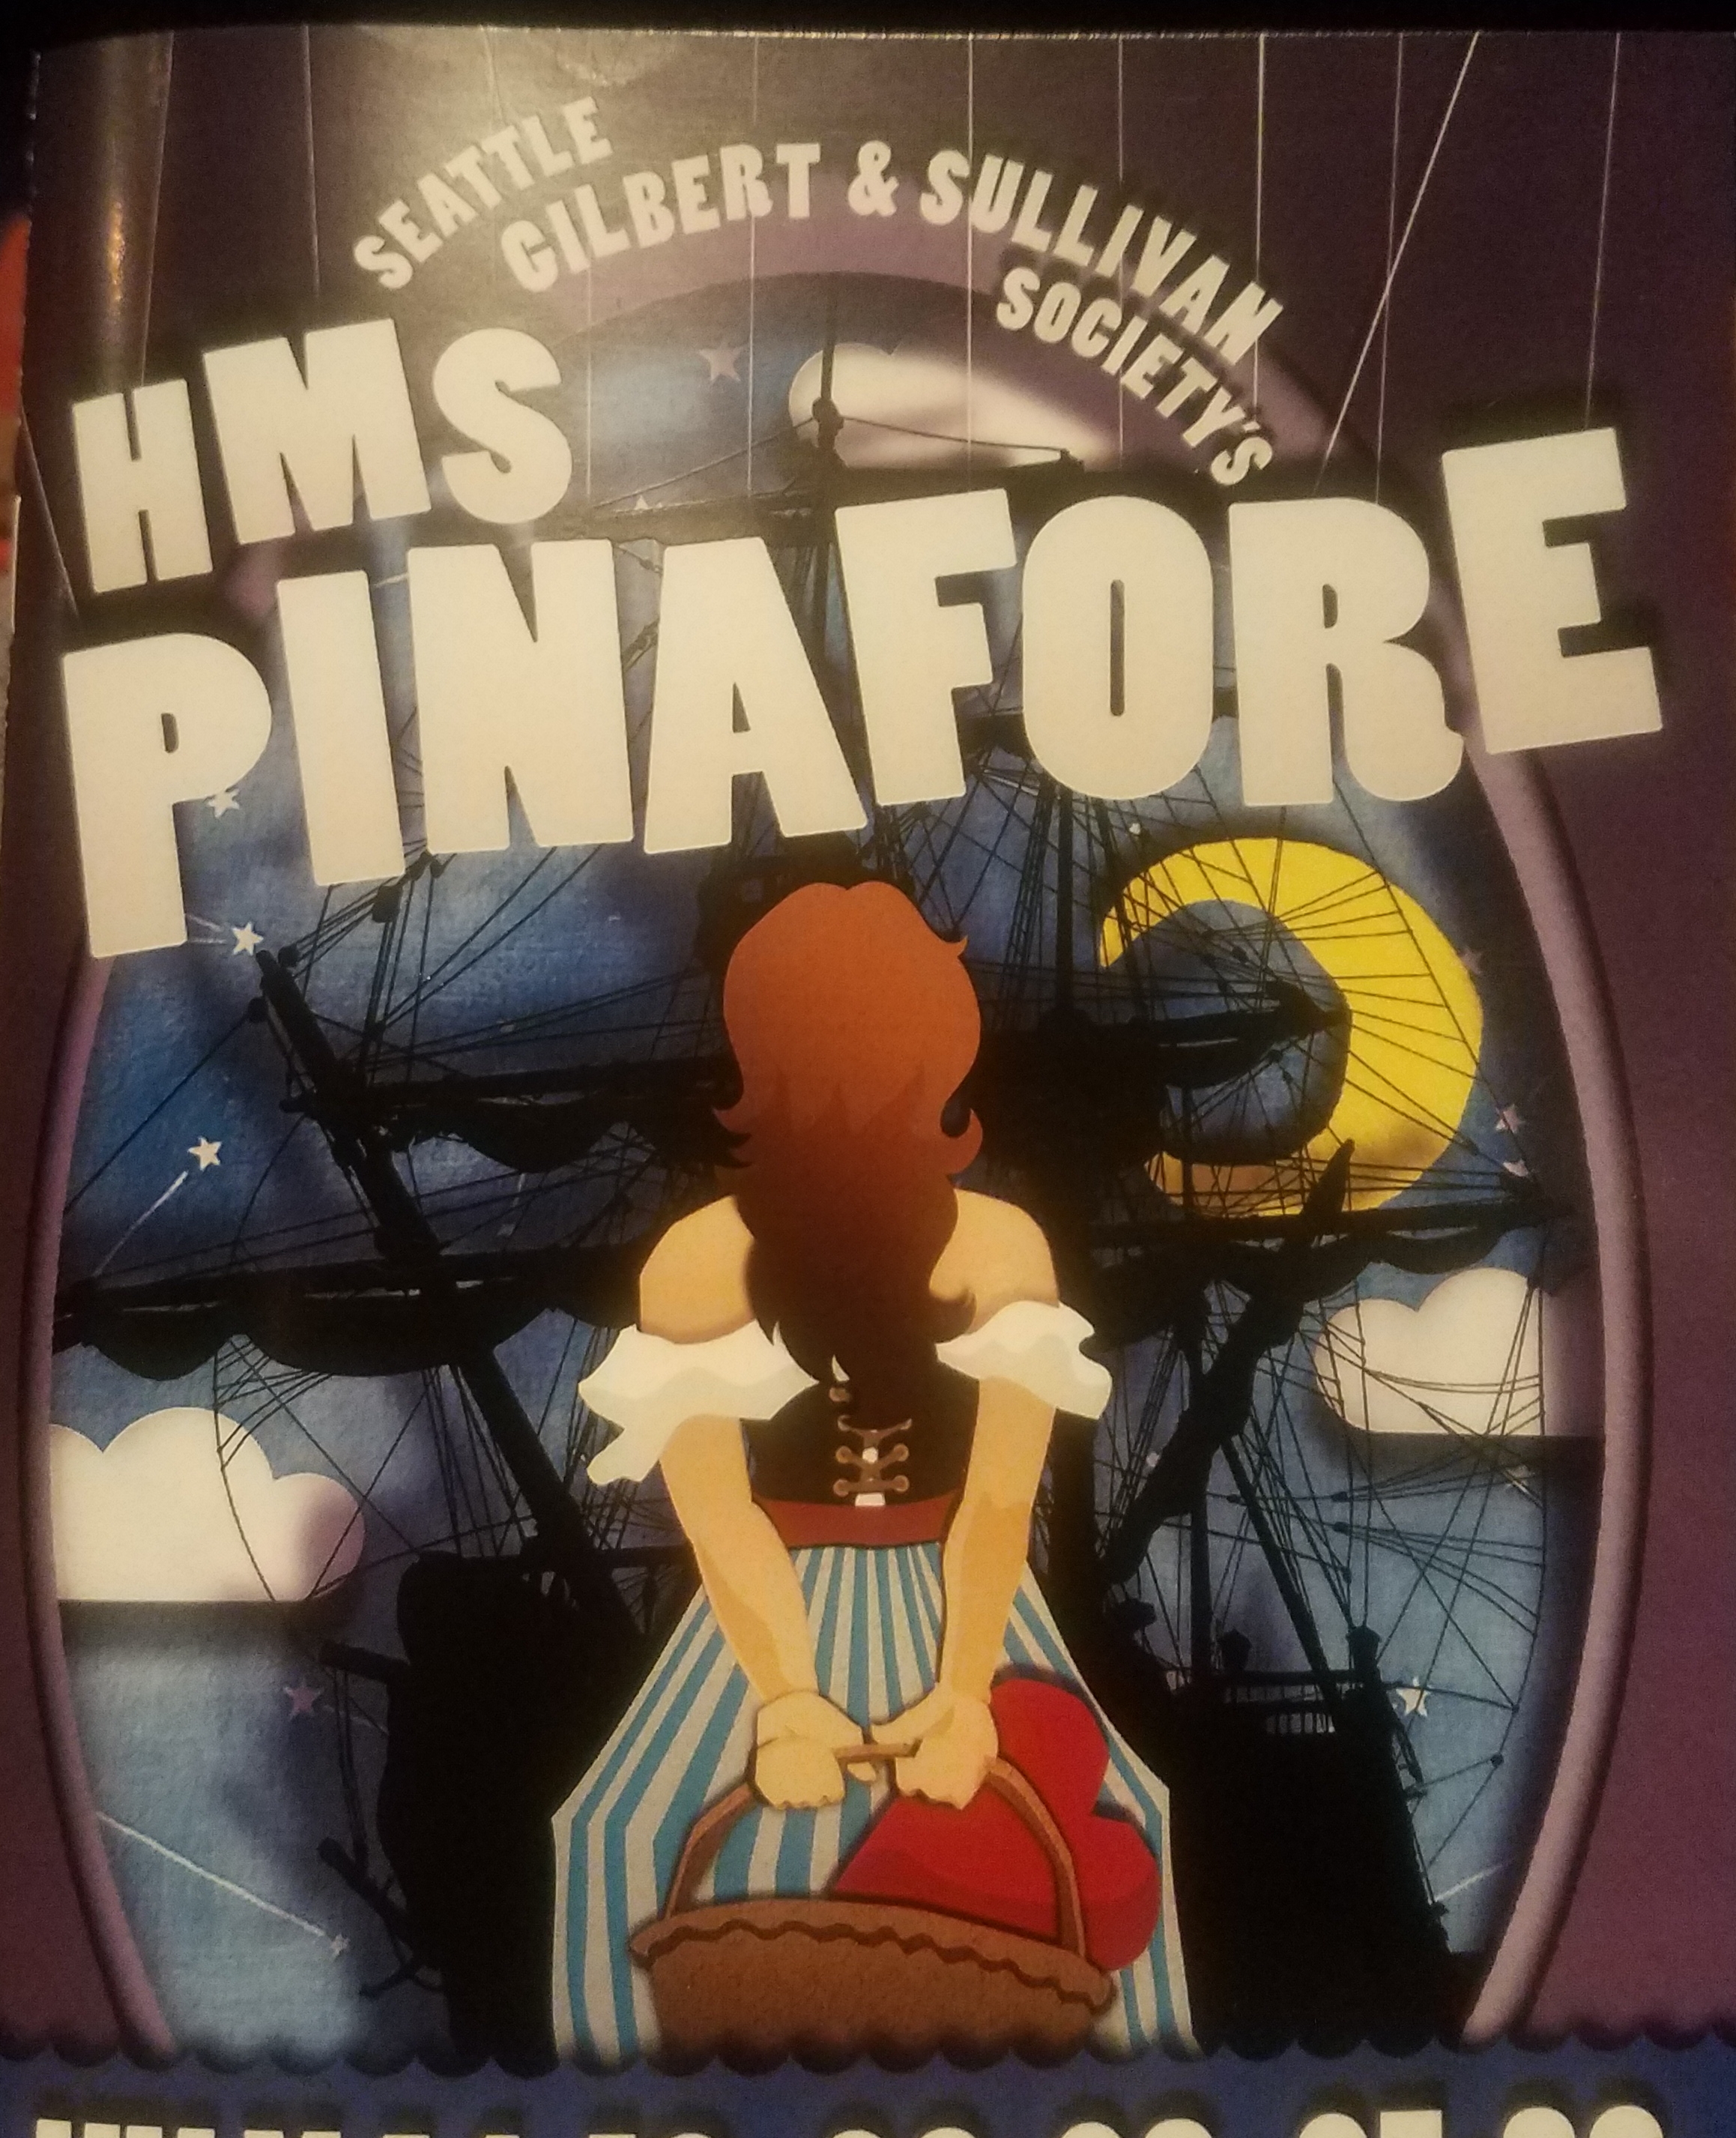 SEATTLE
GILBERT & SULLIVAN
SOCIETY'S
HMS
PINAFORE